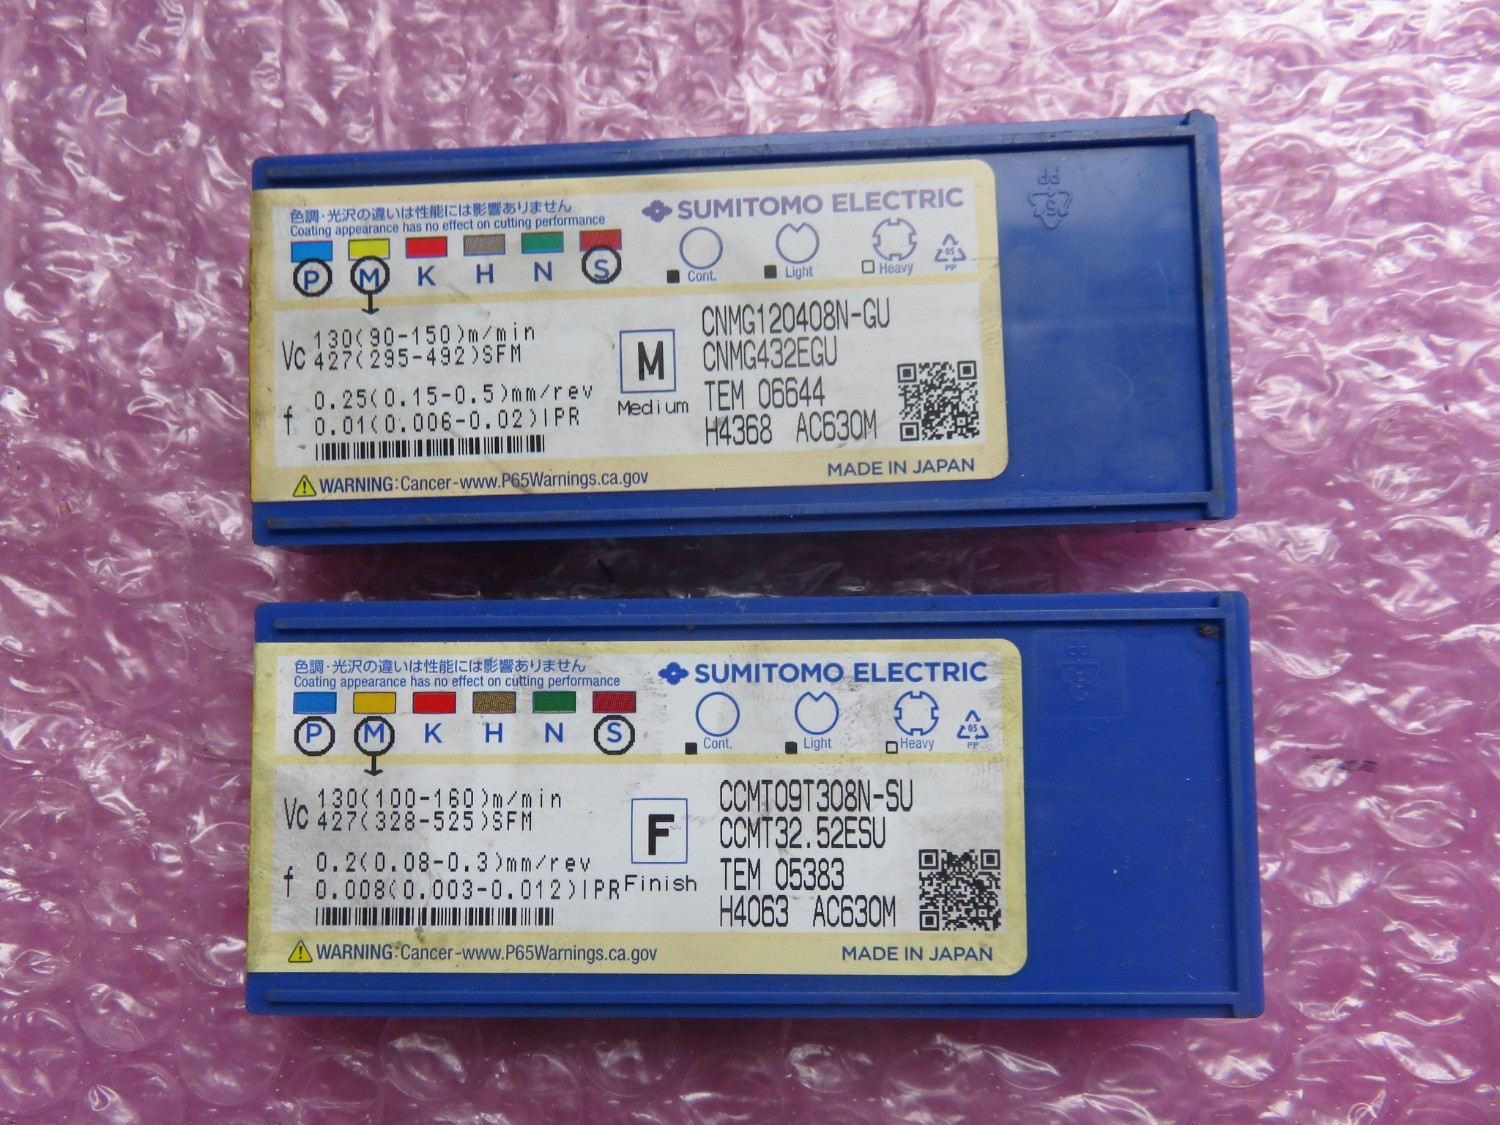 色調・光沢の違いは性能には影響ありません
Coating appearance has no effect on cutting performance
SUMITOMO ELECTRIC
P M K H N S
Cont. Light Heavy
05
PP
Vc 130(90-150)m/min
427(295-492)SFM
f 0.25(0.15-0.5)mm/rev
0.01(0.006-0.02)IPR
M
Medium
CNMG120408N-GU
CNMG432EGU
TEM 06644
H4368 AC630M
WARNING: Cancer-www.P65Warnings.ca.gov
MADE IN JAPAN
PP
色調・光沢の違いは性能には影響ありません
Coating appearance has no effect on cutting performance
SUMITOMO ELECTRIC
P M K H N S
Cont. Light Heavy
05
PP
Vc 130(100-160)m/min
427(328-525)SFM
f 0.2(0.08-0.3)mm/rev
0.008(0.003-0.012)IPR
F
Finish
CCMT09T308N-SU
CCMT32.52ESU
TEM 05383
H4063 AC630M
WARNING: Cancer-www.P65Warnings.ca.gov
MADE IN JAPAN